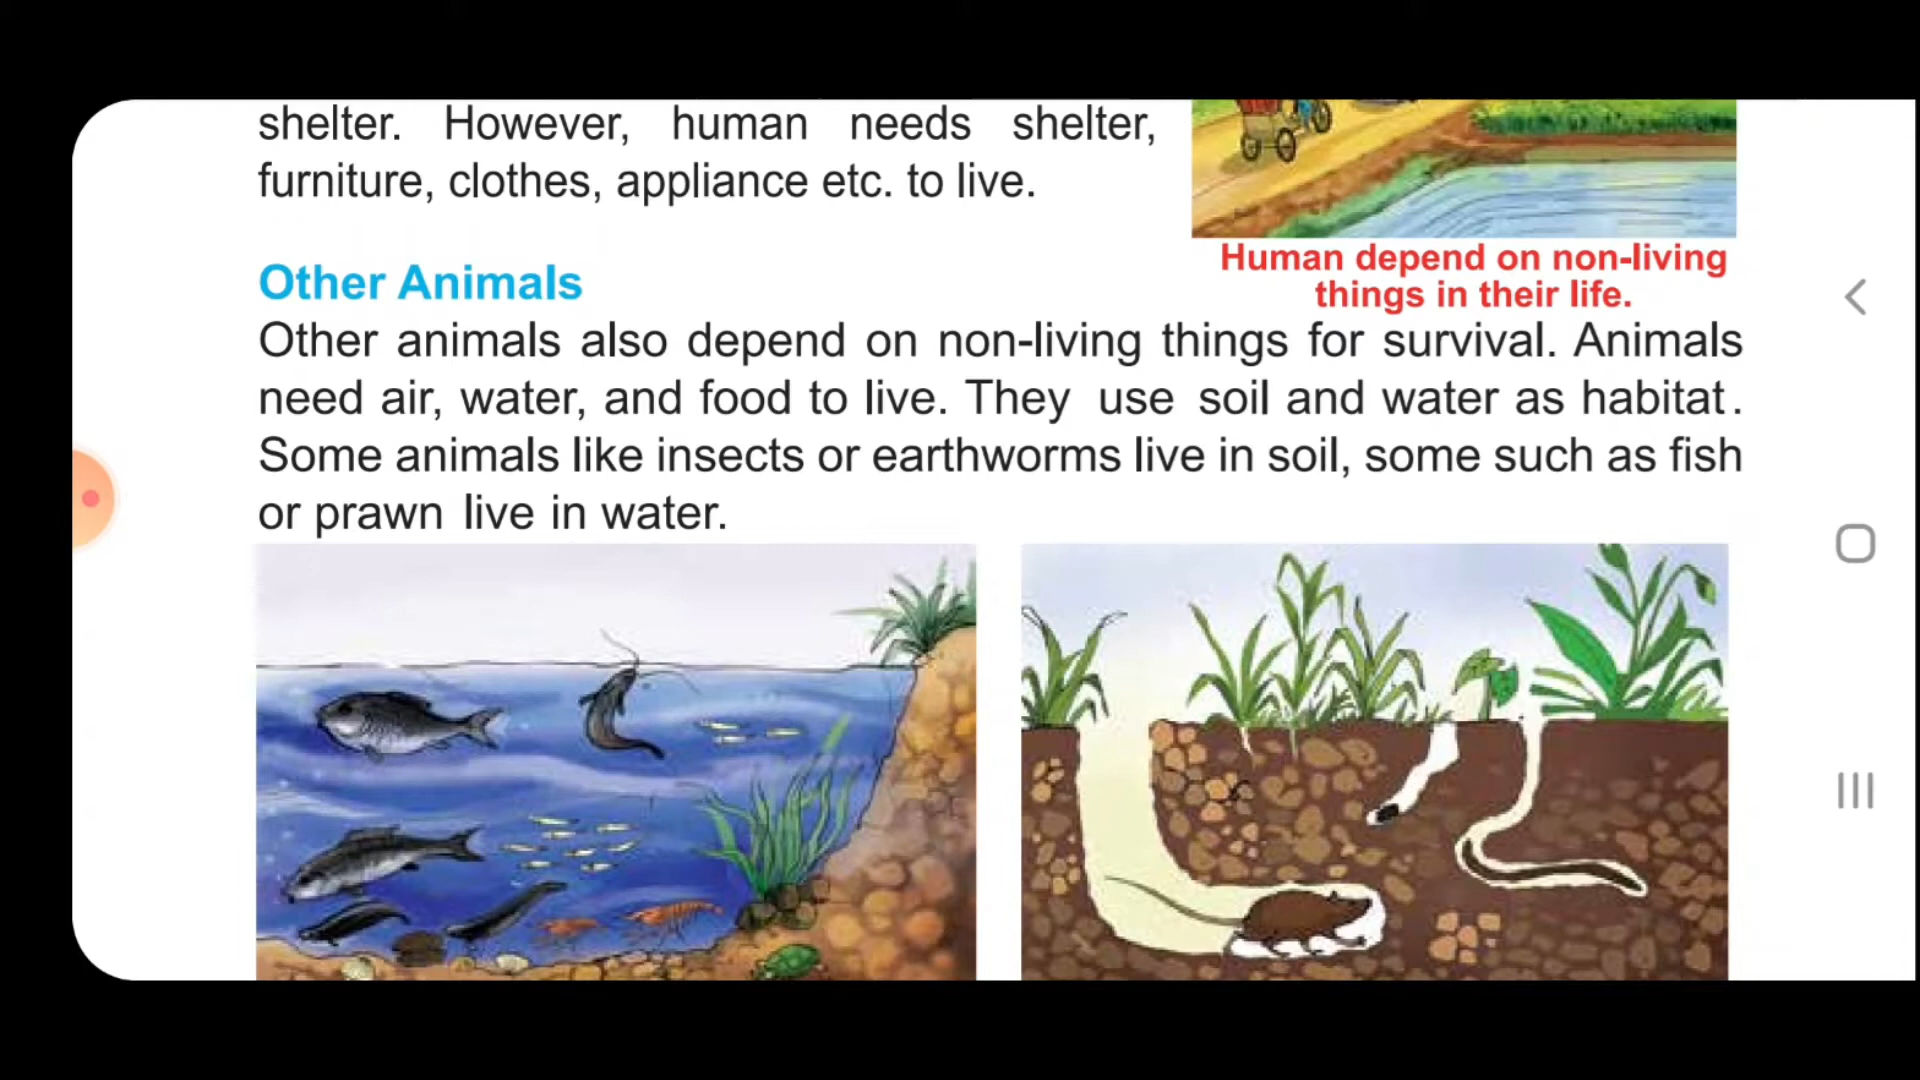 shelter. However, human needs shelter,
furniture, clothes, appliance etc. to live.
Human depend on non-living
things in their life.
Other Animals
Other animals also depend on non-living things for survival. Animals
need air, water, and food to live. They use soil and water as habitat.
Some animals like insects or earthworms live in soil, some such as fish
or prawn live in water.